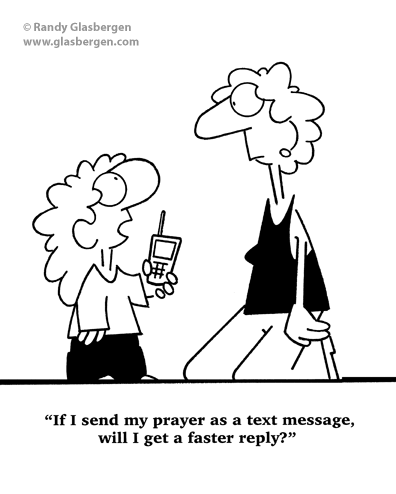 © Randy Glasbergen
www.glasbergen.com
“If I send my prayer as a text message,
will I get a faster reply?”